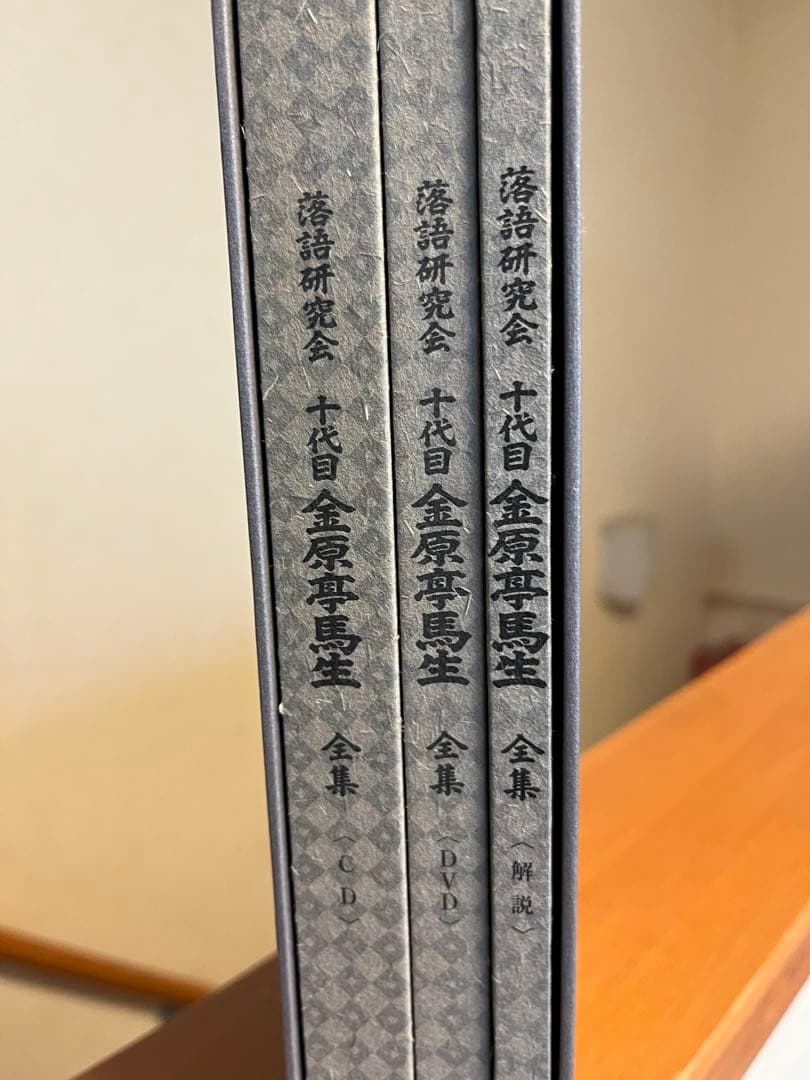 落語研究会 十代目 金原亭馬生 全集 〈CD〉
落語研究会 十代目 金原亭馬生 全集 〈DVD〉
落語研究会 十代目 金原亭馬生 全集 〈解説〉